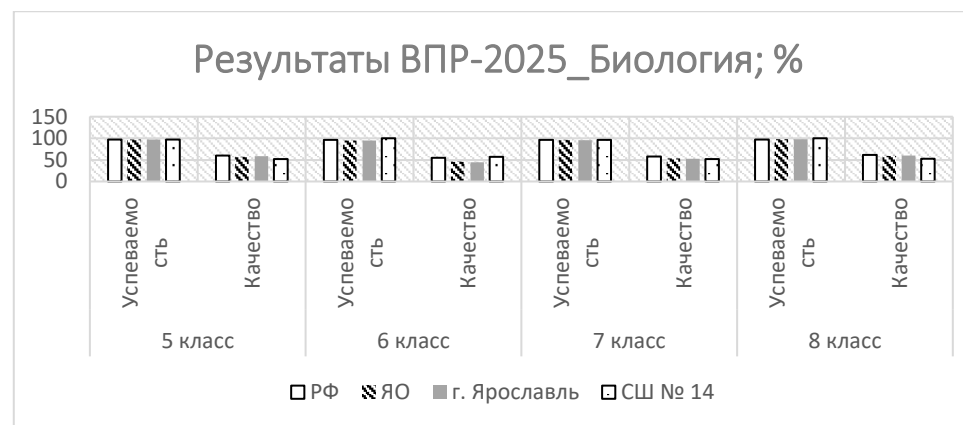 Результаты ВПР-2025_Биология; %
150
100
50
0
Успеваемо
сть
Качество
Успеваемо
сть
Качество
Успеваемо
сть
Качество
Успеваемо
сть
Качество
5 класс
6 класс
7 класс
8 класс
РФ
ЯО
г. Ярославль
СШ № 14